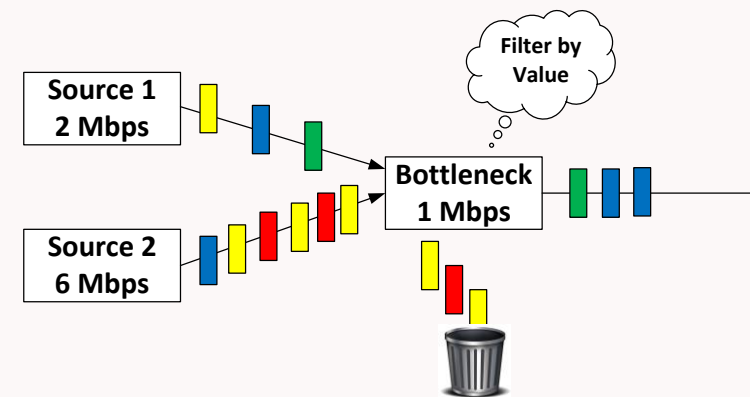 Filter by
Value
Source 1
2 Mbps
Bottleneck
1 Mbps
Source 2
6 Mbps